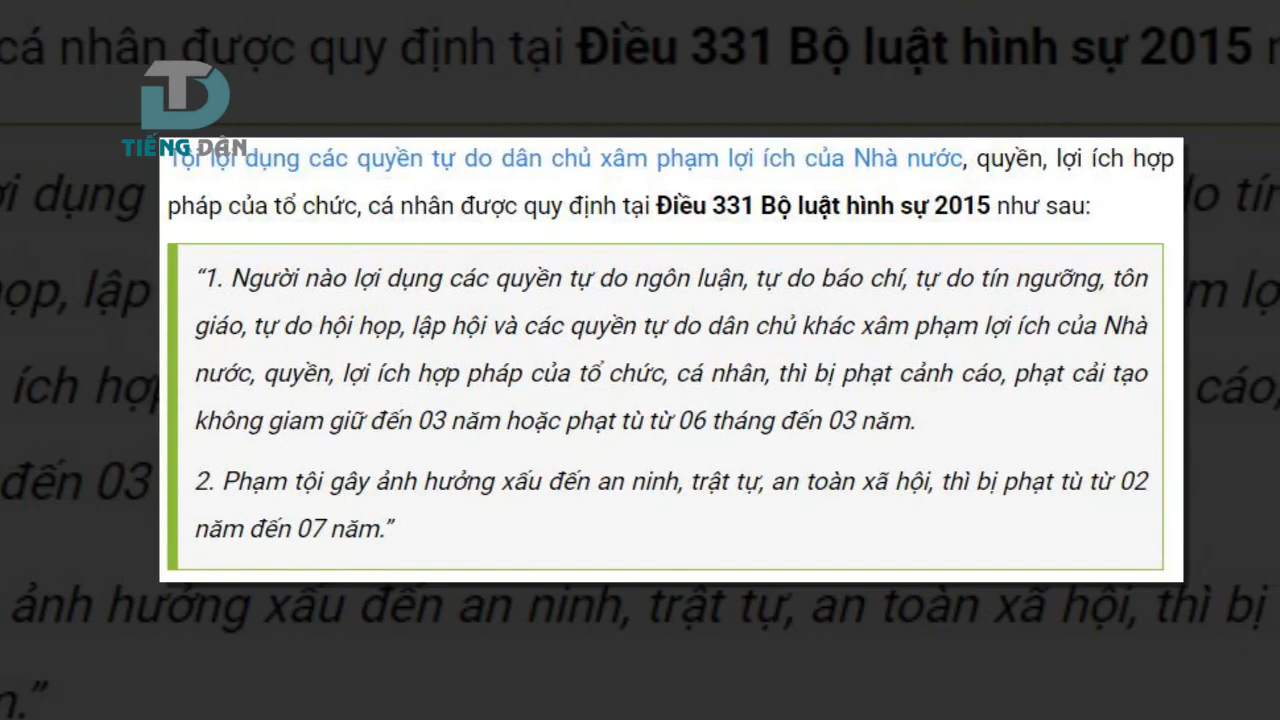 cá nhân được quy định tại Điều 331 Bộ luật hình sự 2015
TD
TIẾNG DÂN
Tội lợi dụng các quyền tự do dân chủ xâm phạm lợi ích của Nhà nước, quyền, lợi ích hợp
pháp của tổ chức, cá nhân được quy định tại Điều 331 Bộ luật hình sự 2015 như sau:
“1. Người nào lợi dụng các quyền tự do ngôn luận, tự do báo chí, tự do tín ngưỡng, tôn
giáo, tự do hội họp, lập hội và các quyền tự do dân chủ khác xâm phạm lợi ích của Nhà
nước, quyền, lợi ích hợp pháp của tổ chức, cá nhân, thì bị phạt cảnh cáo, phạt cải tạo
không giam giữ đến 03 năm hoặc phạt tù từ 06 tháng đến 03 năm.
2. Phạm tội gây ảnh hưởng xấu đến an ninh, trật tự, an toàn xã hội, thì bị phạt tù từ 02
năm đến 07 năm.”
dụng
lập
ích
cáo,
đến 03
ảnh hưởng xấu đến an ninh, trật tự, an toàn xã hội, thì bị